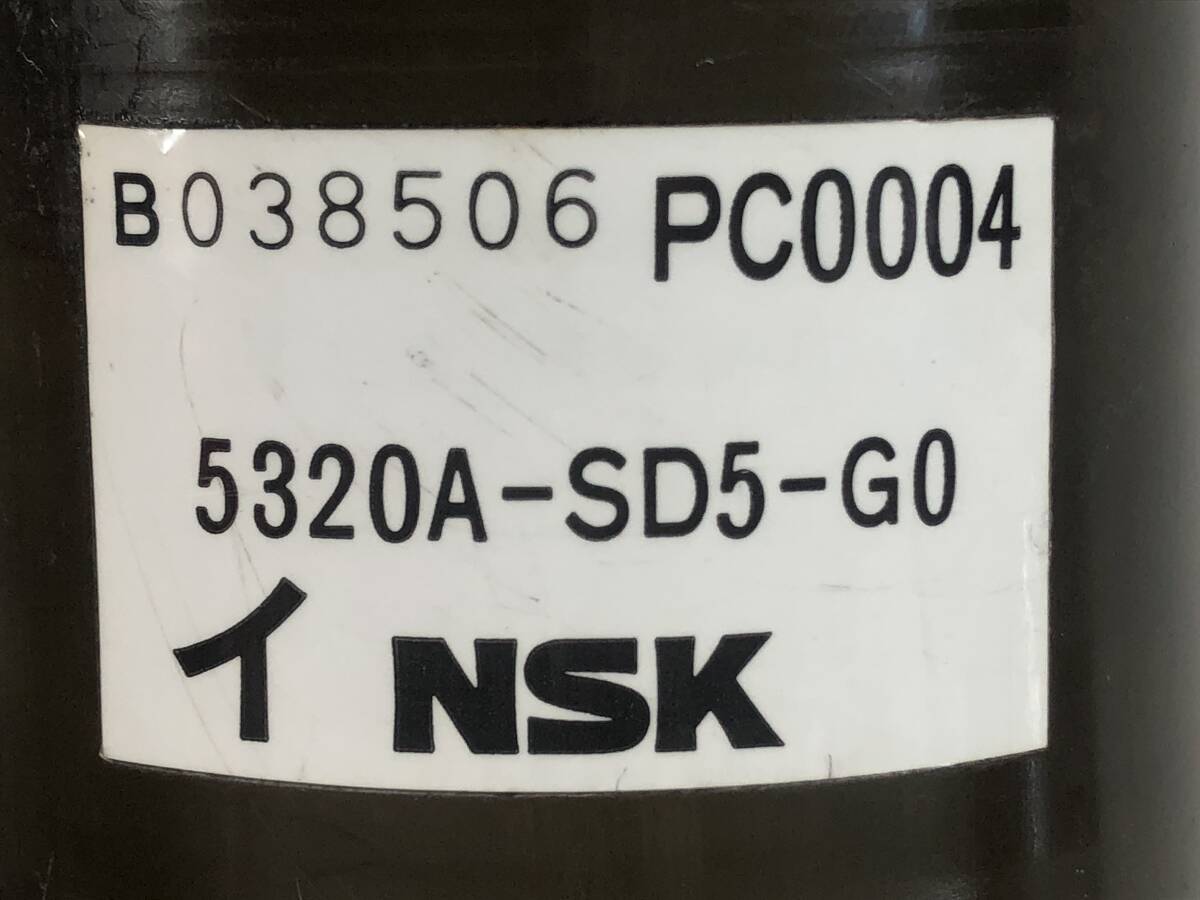 B038506 PC0004
5320A-SD5-G0
イ NSK